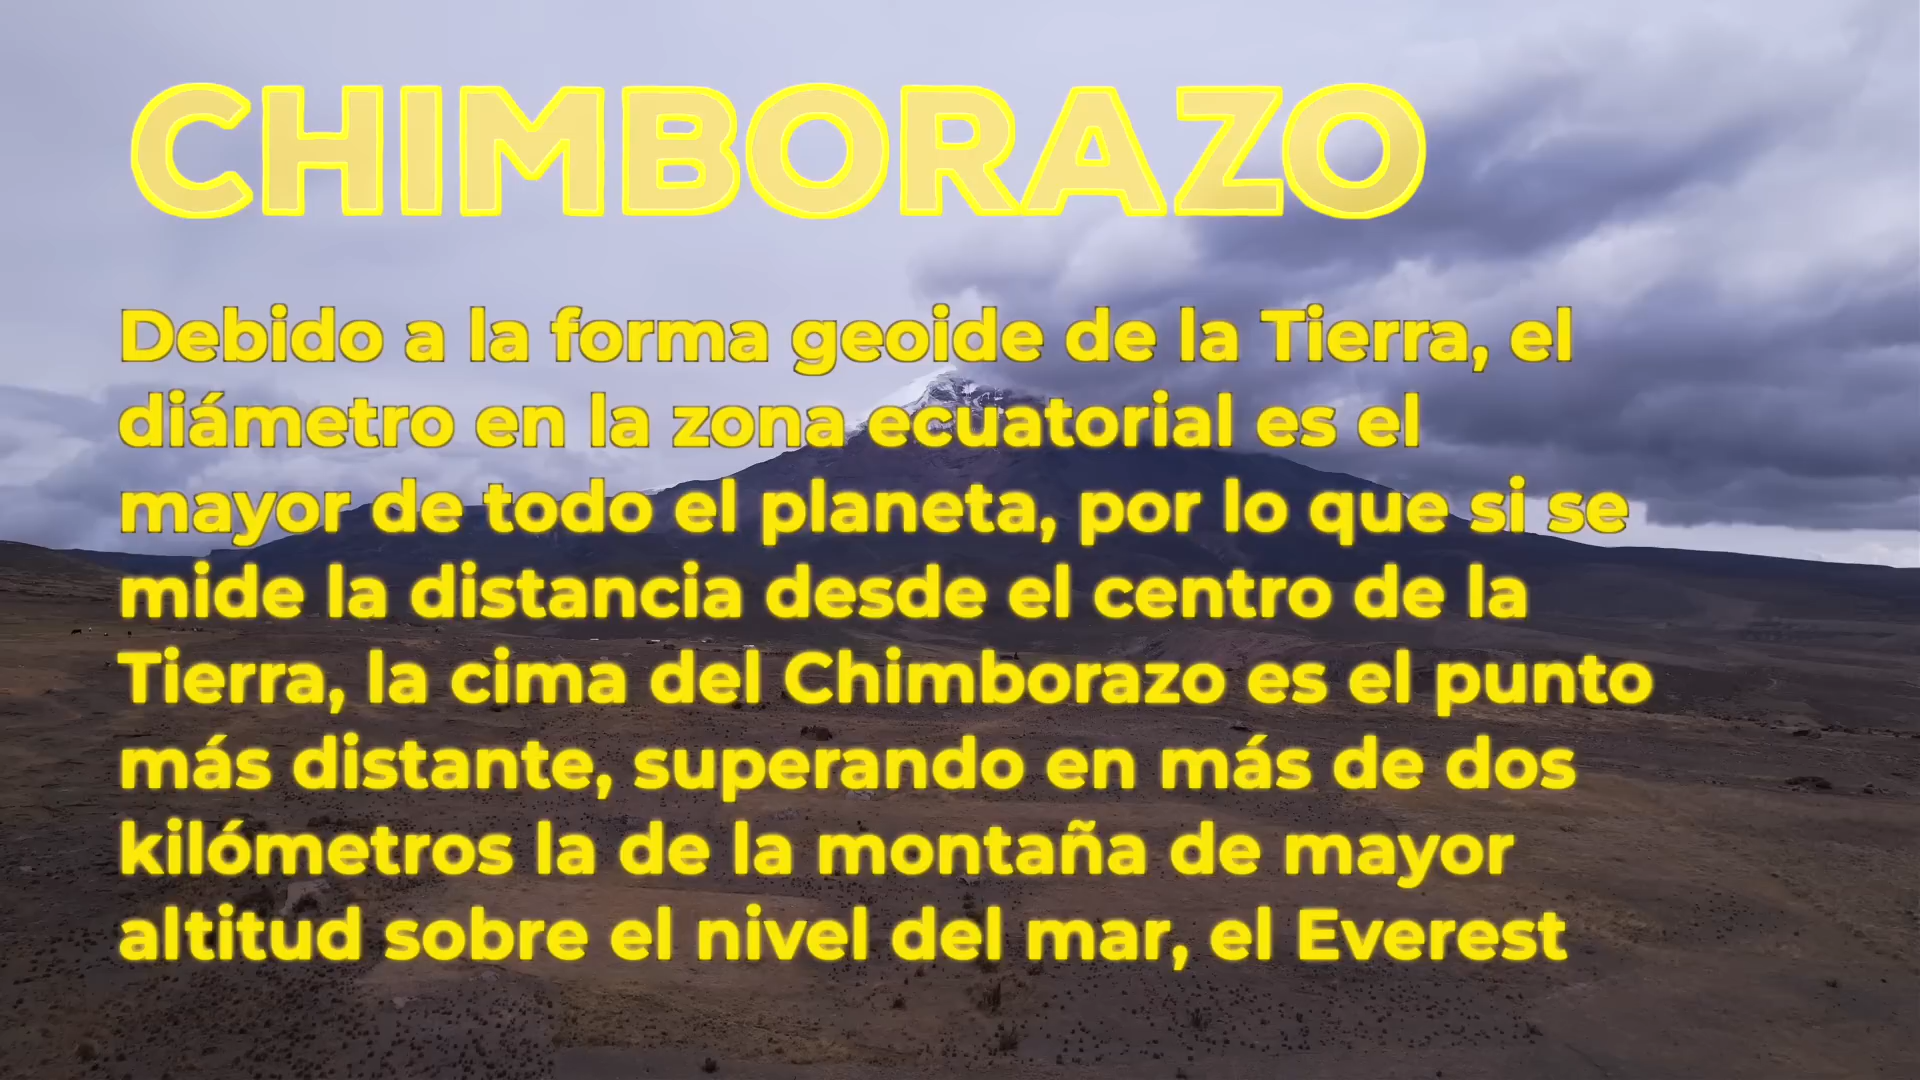 CHIMBORAZO
Debido a la forma geoide de la Tierra, el
diámetro en la zona ecuatorial es el
mayor de todo el planeta, por lo que si se
mide la distancia desde el centro de la
Tierra, la cima del Chimborazo es el punto
más distante, superando en más de dos
kilómetros la de la montaña de mayor
altitud sobre el nivel del mar, el Everest